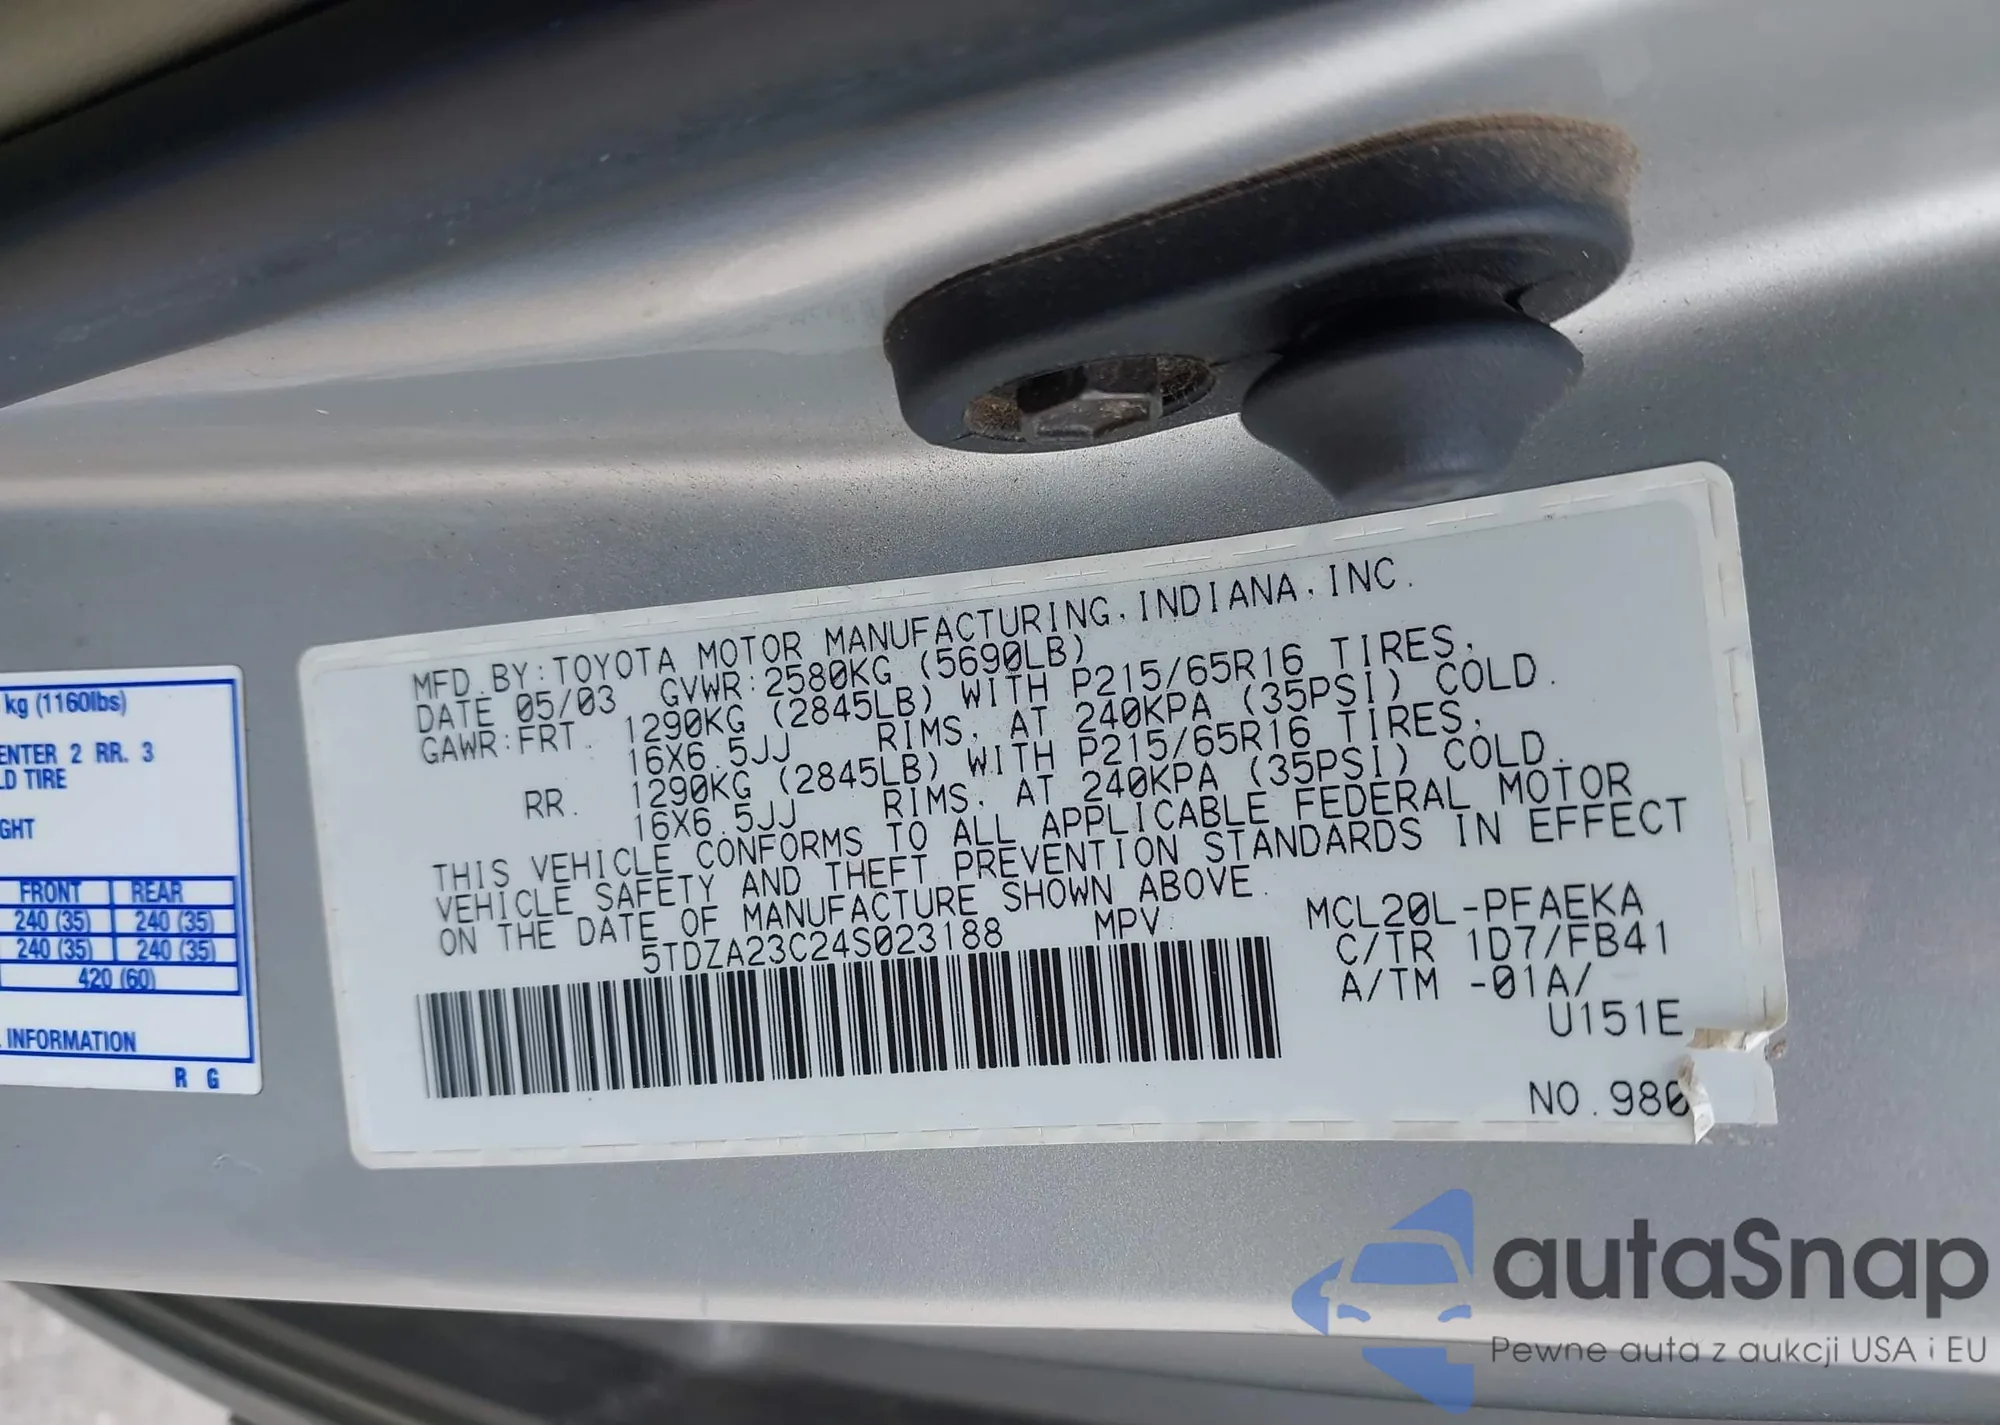 kg (1160lbs)
ENTER 2 RR. 3
LD TIRE
GHT
FRONT REAR
240 (35) 240 (35)
240 (35) 240 (35)
420 (60)
INFORMATION
R G
MFD.BY:TOYOTA MOTOR MANUFACTURING,INDIANA,INC.
DATE 05/03 GVWR:2580KG (5690LB)
GAWR:FRT. 1290KG (2845LB) WITH P215/65R16 TIRES,
16X6.5JJ RIMS, AT 240KPA (35PSI) COLD.
RR. 1290KG (2845LB) WITH P215/65R16 TIRES,
16X6.5JJ RIMS, AT 240KPA (35PSI) COLD.
THIS VEHICLE CONFORMS TO ALL APPLICABLE FEDERAL MOTOR
VEHICLE SAFETY AND THEFT PREVENTION STANDARDS IN EFFECT
ON THE DATE OF MANUFACTURE SHOWN ABOVE.
5TDZA23C24S023188 MPV
MCL20L-PFAEKA
C/TR 1D7/FB41
A/TM -01A/
U151E
NO.980
autaSnap
Pewne auta z aukcji USA i EU